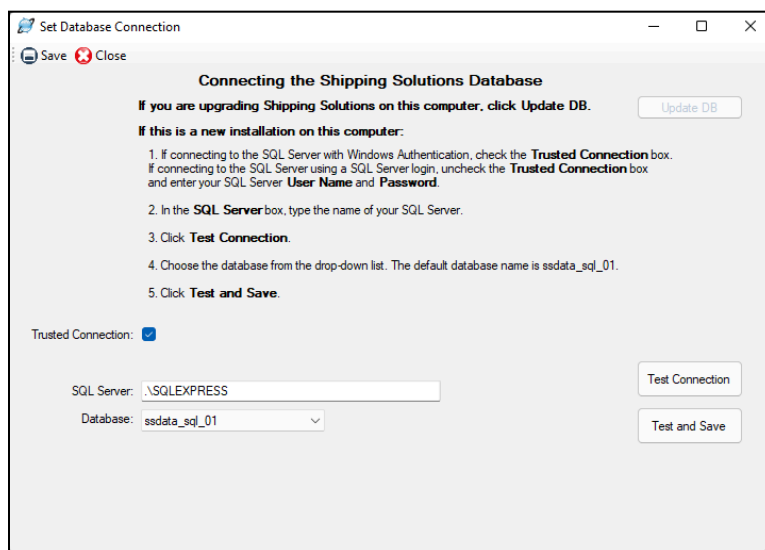 Set Database Connection
Save Close
Connecting the Shipping Solutions Database
If you are upgrading Shipping Solutions on this computer, click Update DB.
Update DB
If this is a new installation on this computer:
1. If connecting to the SQL Server with Windows Authentication, check the Trusted Connection box.
If connecting to the SQL Server using a SQL Server login, uncheck the Trusted Connection box
and enter your SQL Server User Name and Password.
2. In the SQL Server box, type the name of your SQL Server.
3. Click Test Connection.
4. Choose the database from the drop-down list. The default database name is ssdata_sql_01.
5. Click Test and Save.
Trusted Connection:
SQL Server: .\SQLEXPRESS
Test Connection
Database: ssdata_sql_01
Test and Save